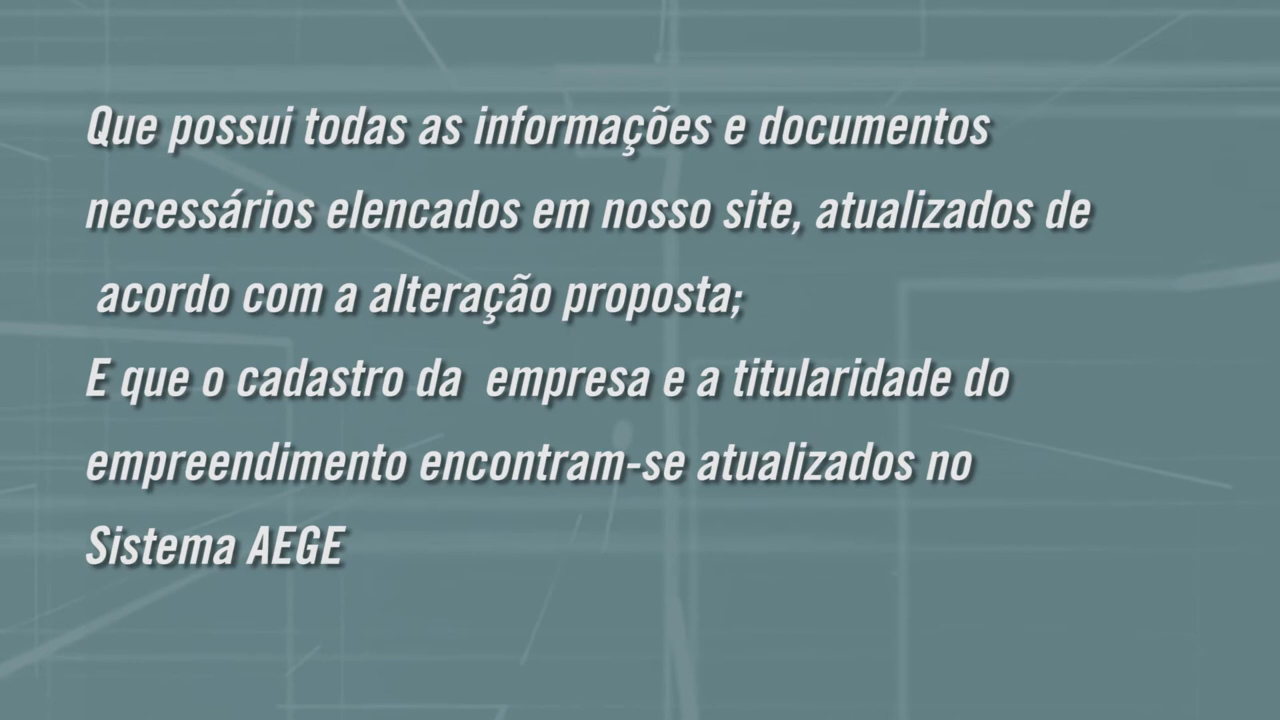 Que possui todas as informações e documentos
necessários elencados em nosso site, atualizados de
acordo com a alteração proposta;
E que o cadastro da empresa e a titularidade do
empreendimento encontram-se atualizados no
Sistema AEGE